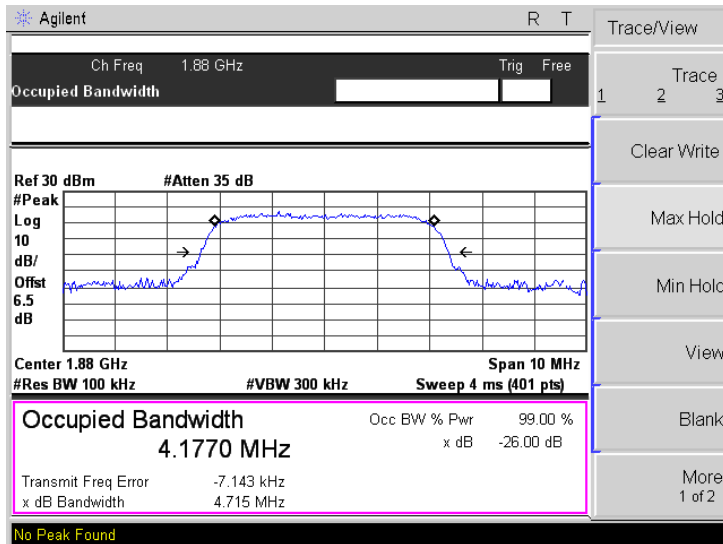 Agilent R T
Ch Freq 1.88 GHz Trig Free
Occupied Bandwidth
Ref 30 dBm #Atten 35 dB
#Peak
Log
10
dB/
Offst
6.5
dB
Center 1.88 GHz Span 10 MHz
#Res BW 100 kHz #VBW 300 kHz Sweep 4 ms (401 pts)
Occupied Bandwidth Occ BW % Pwr 99.00 %
4.1770 MHz x dB -26.00 dB
Transmit Freq Error -7.143 kHz
x dB Bandwidth 4.715 MHz
No Peak Found
Trace/View
Trace
1 2 3
Clear Write
Max Hold
Min Hold
View
Blank
More
1 of 2